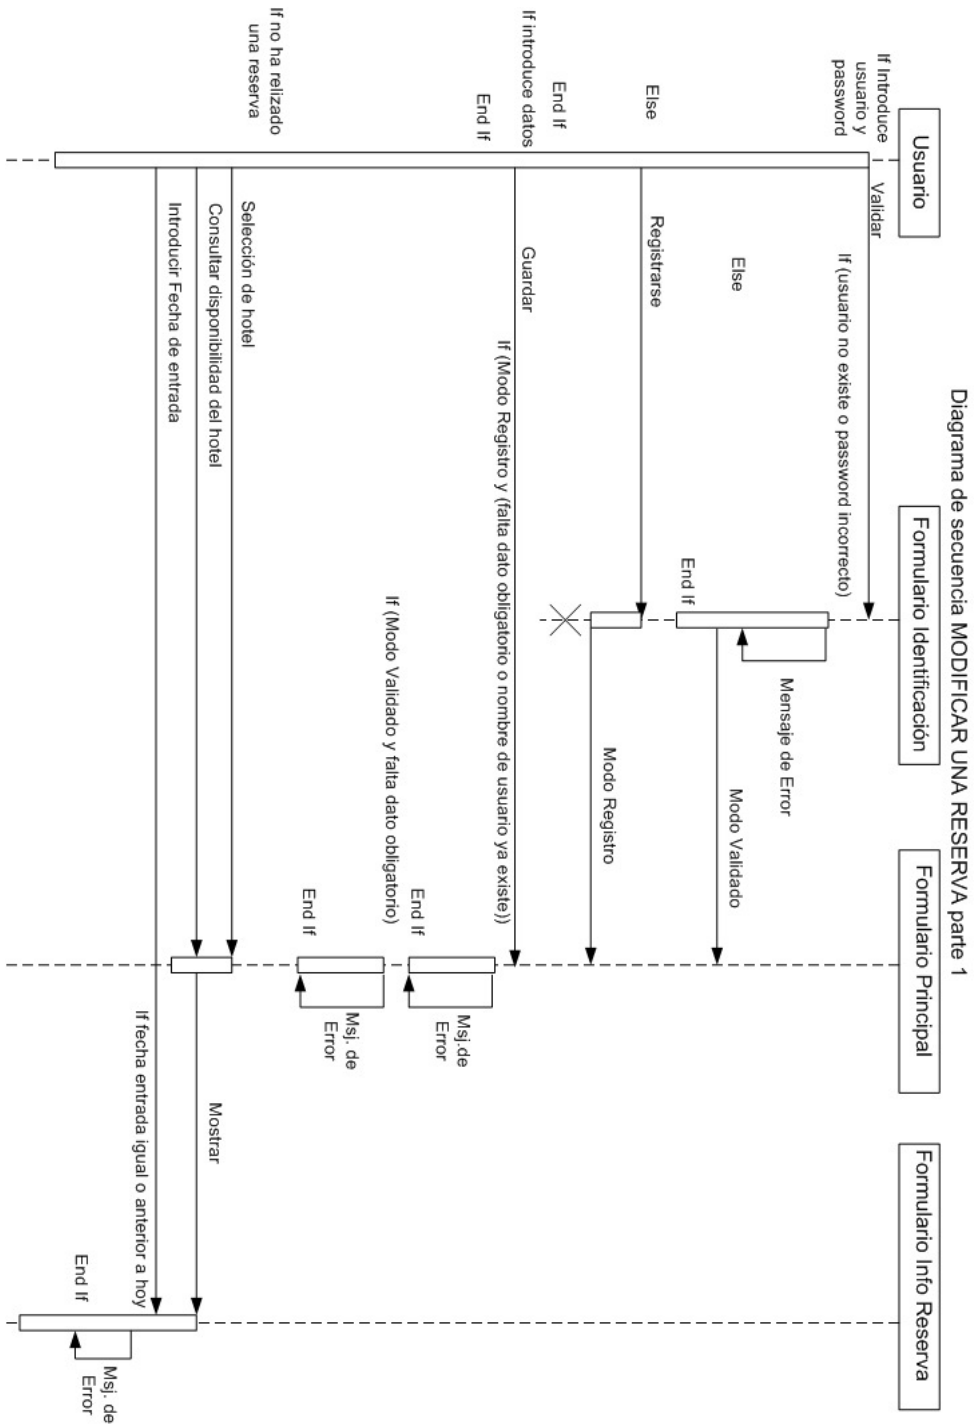 Diagrama de secuencia MODIFICAR UNA RESERVA parte 1
Usuario
Formulario Identificación
Formulario Principal
Formulario Info Reserva
If Introduce
usuario y
password
Validar
If (usuario no existe o password incorrecto)
Mensaje de Error
Else
Modo Validado
End If
Else
Registrarse
Modo Registro
End If
If introduce datos
Guardar
If (Modo Registro y (falta dato obligatorio o nombre de usuario ya existe))
Msj.de
Error
End If
End If
If (Modo Validado y falta dato obligatorio)
Msj. de
Error
End If
If no ha relizado
una reserva
Selección de hotel
Consultar disponibilidad del hotel
Mostrar
Introducir Fecha de entrada
If fecha entrada igual o anterior a hoy
Msj. de
Error
End If